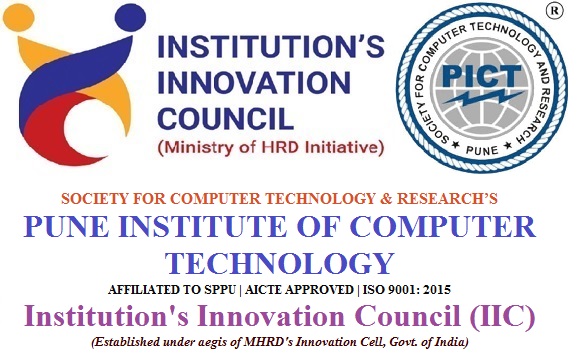 INSTITUTION'S
INNOVATION
COUNCIL
(Ministry of HRD Initiative)
®
SOCIETY FOR COMPUTER TECHNOLOGY AND RESEARCH
PICT
PUNE
SOCIETY FOR COMPUTER TECHNOLOGY & RESEARCH'S
PUNE INSTITUTE OF COMPUTER
TECHNOLOGY
AFFILIATED TO SPPU | AICTE APPROVED | ISO 9001: 2015
Institution's Innovation Council (IIC)
(Established under aegis of MHRD's Innovation Cell, Govt. of India)